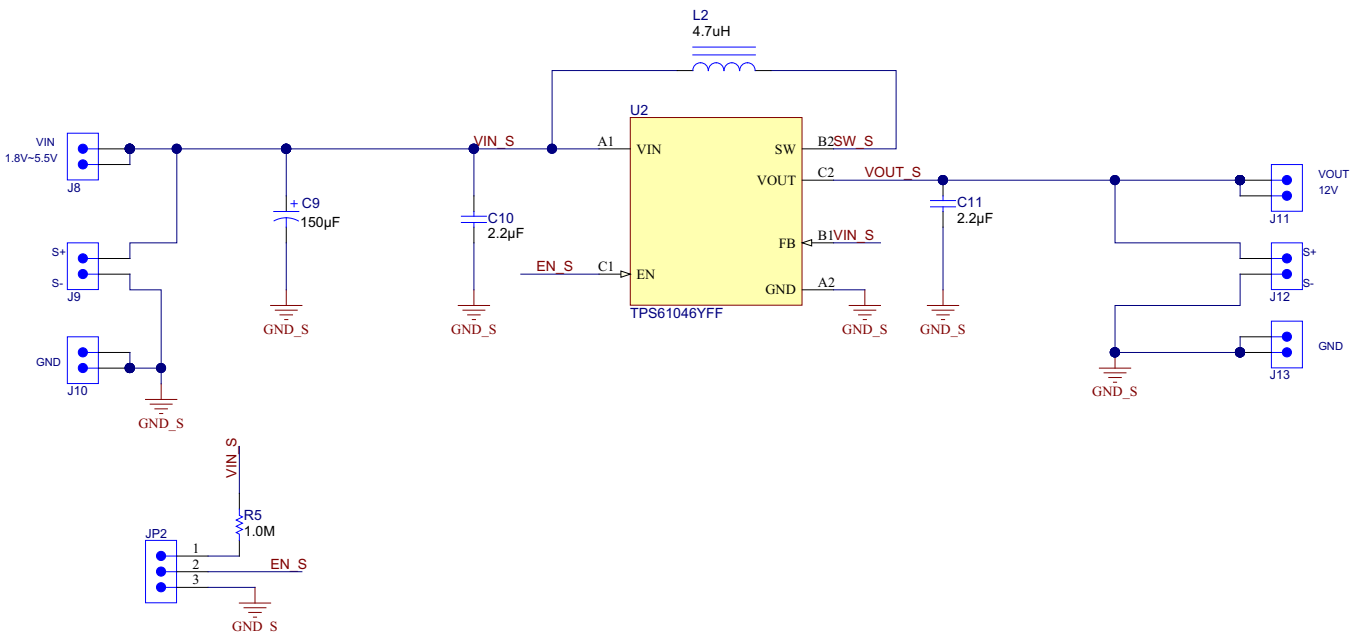 L2
4.7uH
U2
VIN
1.8V~5.5V
J8
VIN_S
A1
VIN
SW
B2
SW_S
VOUT
C2
VOUT_S
VOUT
12V
J11
+
C9
150µF
C10
2.2µF
C11
2.2µF
FB
B1
VIN_S
S+
S-
J9
EN_S
C1
EN
GND
A2
TPS61046YFF
S+
S-
J12
GND_S
GND_S
GND_S
GND_S
GND
J10
GND_S
GND
J13
GND_S
VIN_S
R5
1.0M
JP2
1
2
3
EN_S
GND_S